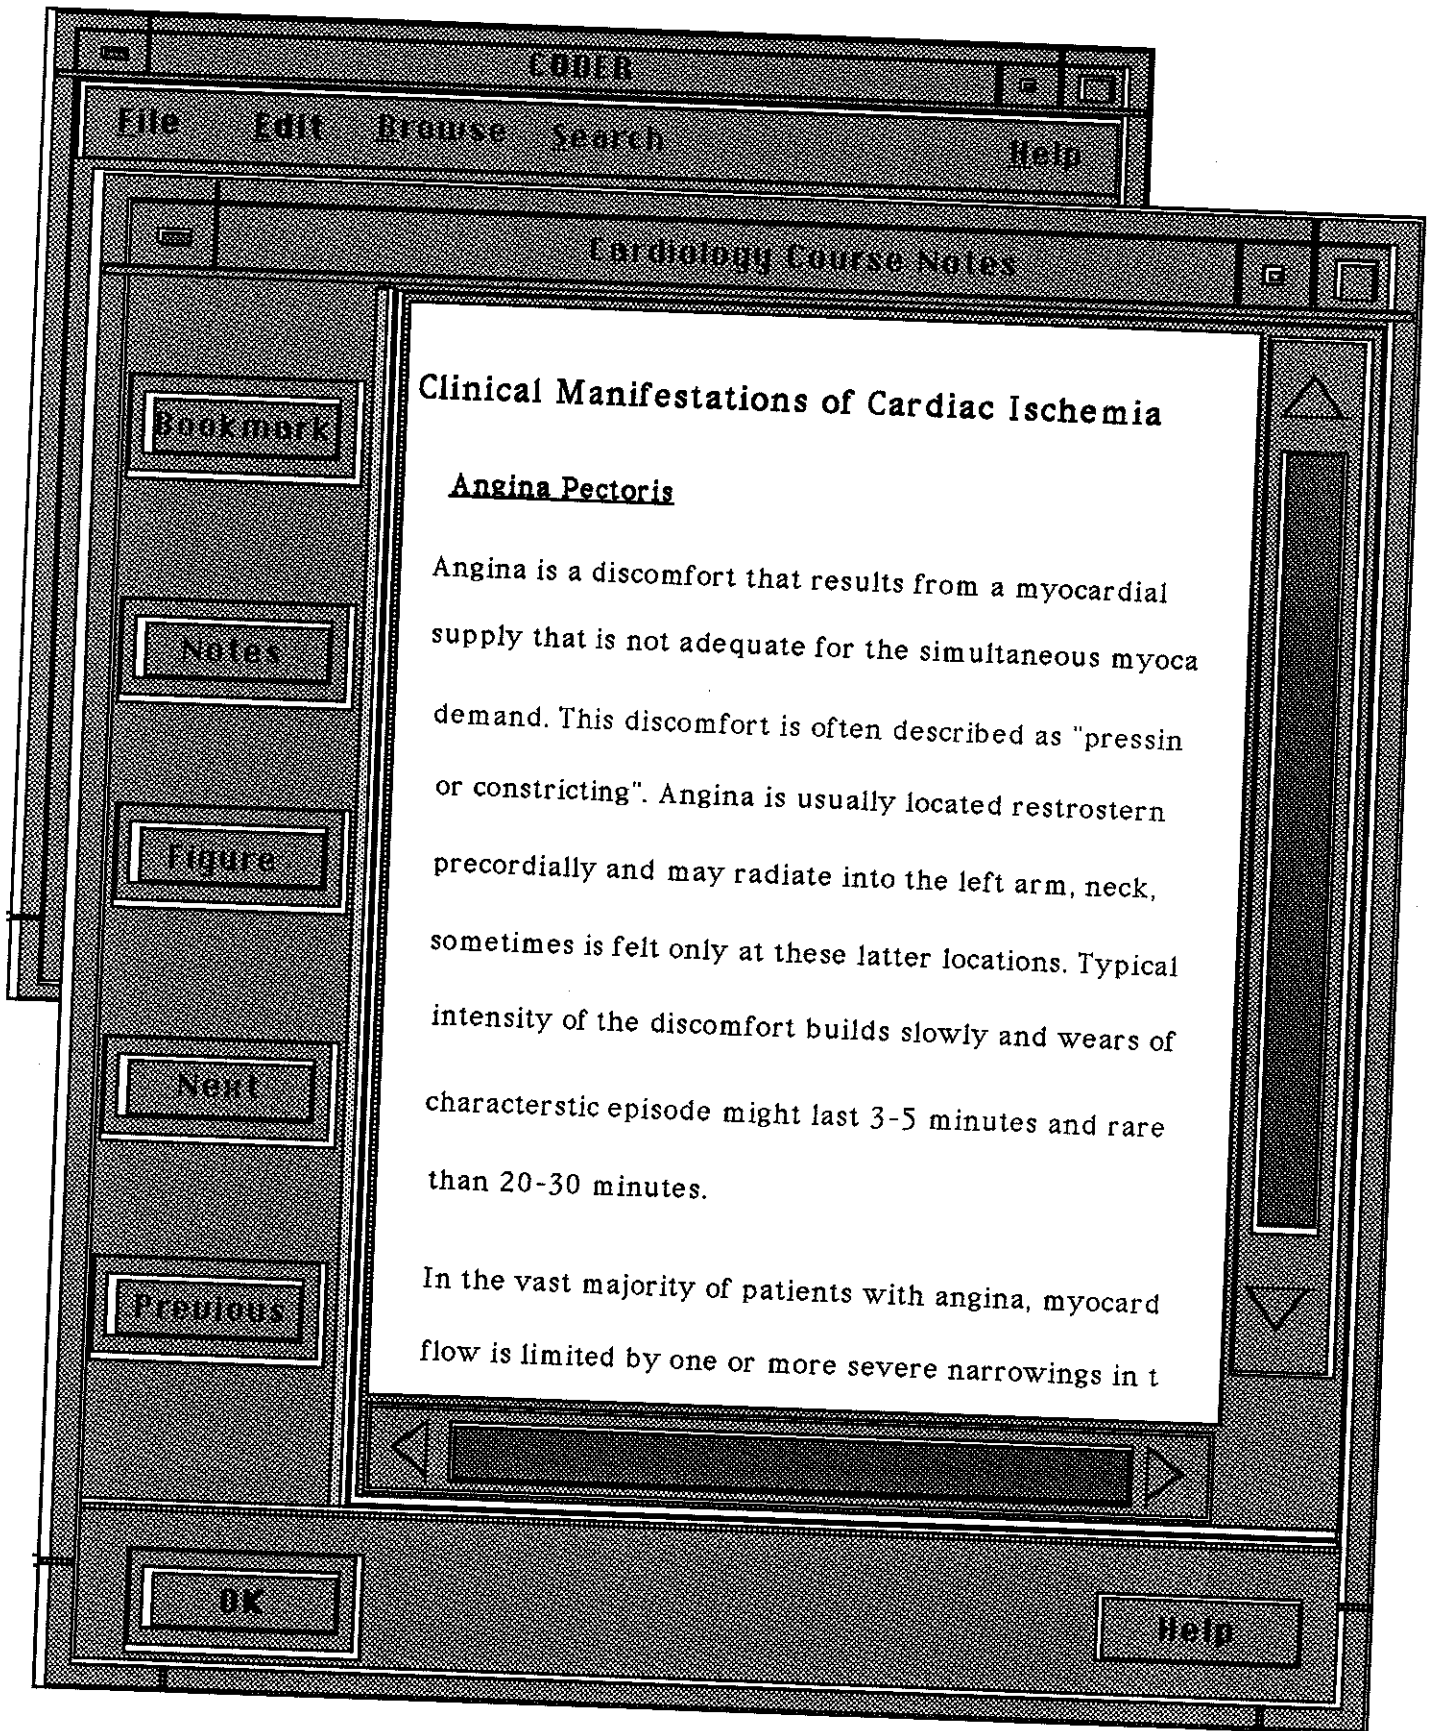 CODER
File Edit Browse Search Help
Cardiology Course Notes
Bookmark
Notes
Figure
Next
Previous
Clinical Manifestations of Cardiac Ischemia
Angina Pectoris
Angina is a discomfort that results from a myocardial
supply that is not adequate for the simultaneous myoca
demand. This discomfort is often described as "pressin
or constricting". Angina is usually located restrostern
precordially and may radiate into the left arm, neck,
sometimes is felt only at these latter locations. Typical
intensity of the discomfort builds slowly and wears of
characterstic episode might last 3-5 minutes and rare
than 20-30 minutes.
In the vast majority of patients with angina, myocard
flow is limited by one or more severe narrowings in t
OK
Help